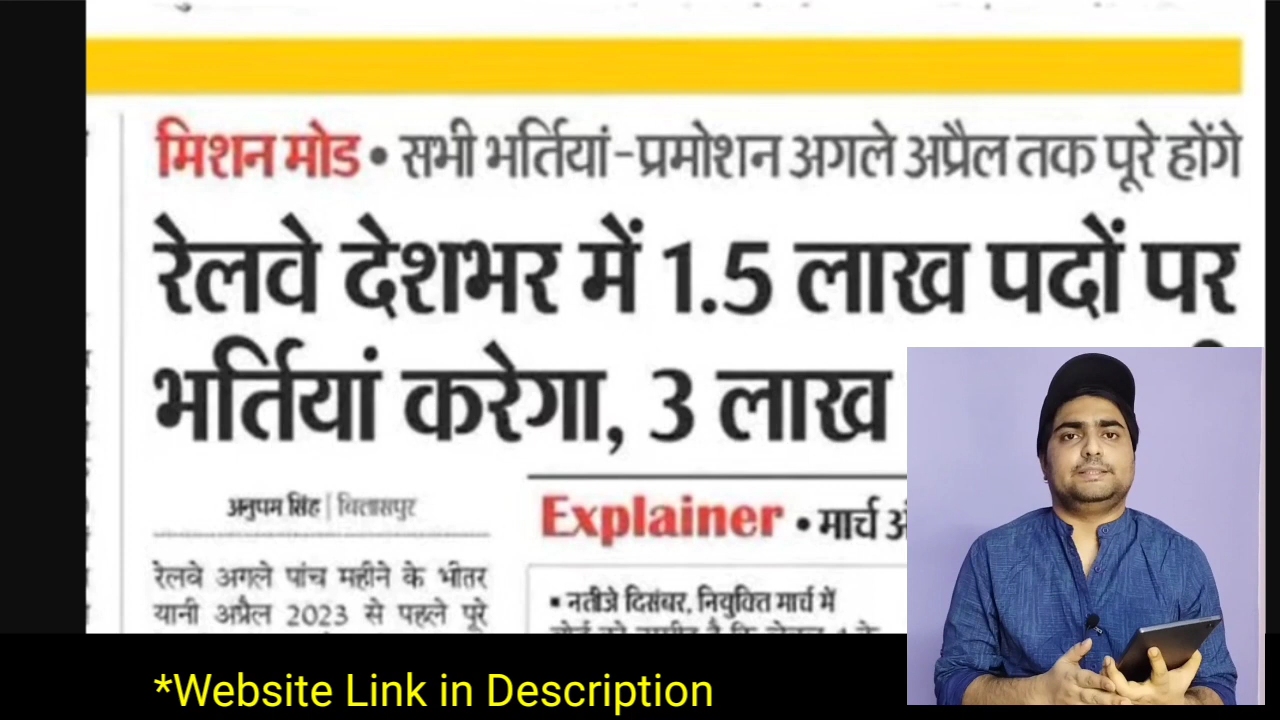 मिशन मोड • सभी भर्तियां-प्रमोशन अगले अप्रैल तक पूरे होंगे
रेलवे देशभर में 1.5 लाख पदों पर
भर्तियां करेगा, 3 लाख
अनुपम सिंह | बिलासपुर
रेलवे अगले पांच महीने के भीतर
यानी अप्रैल 2023 से पहले पूरे
Explainer • मार्च
▪ नतीजे दिसंबर, नियुक्ति मार्च में
*Website Link in Description